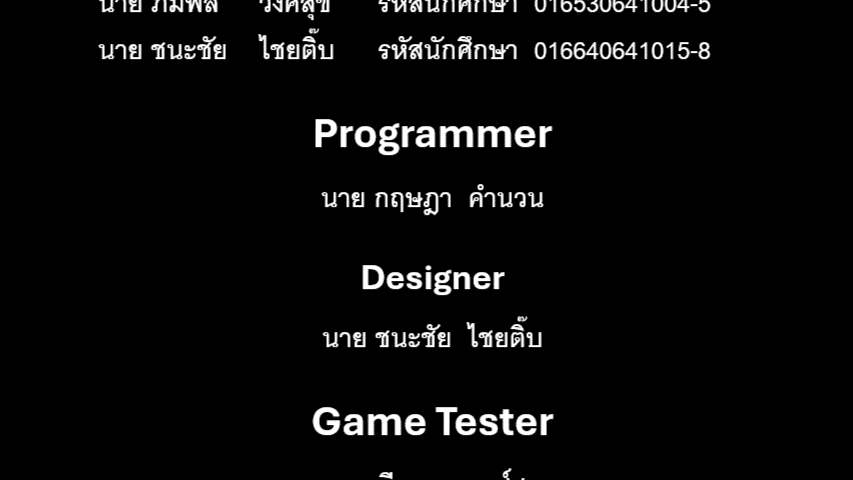 นาย ภูมิพล วงศ์สุข รหัสนักศึกษา 016530641004-5
นาย ชนะชัย ไชยติ๊บ รหัสนักศึกษา 016640641015-8
Programmer
นาย กฤษฎา คำนวน
Designer
นาย ชนะชัย ไชยติ๊บ
Game Tester